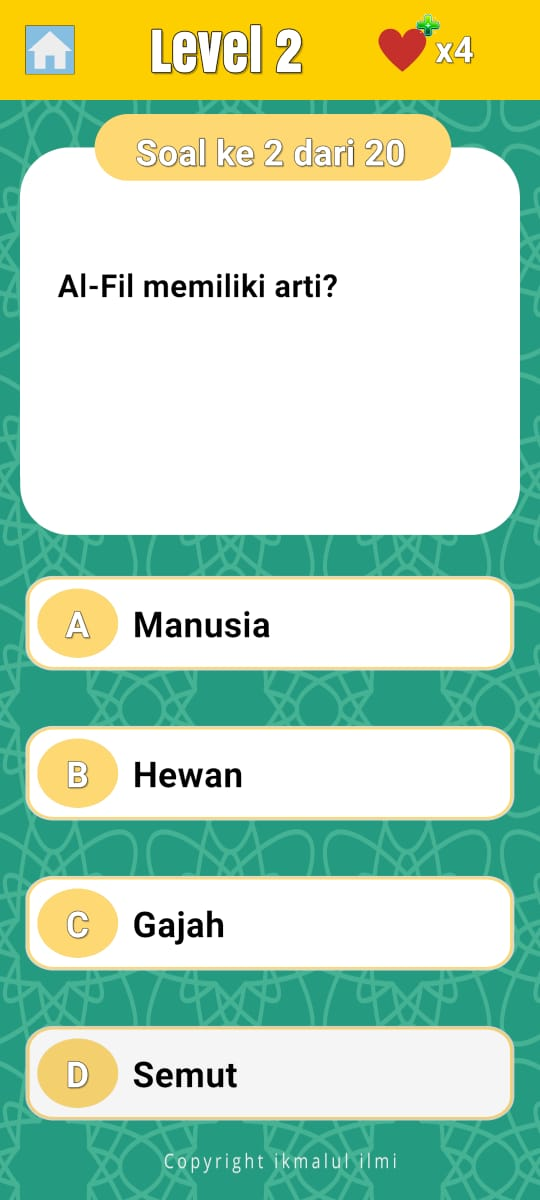 Level 2
x4
Soal ke 2 dari 20
Al-Fil memiliki arti?
A Manusia
B Hewan
C Gajah
D Semut
Copyright ikmalul ilmi